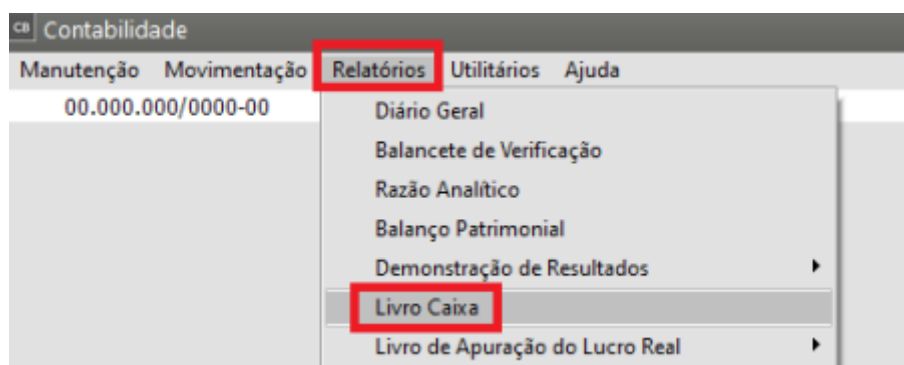 CB Contabilidade
Manutenção Movimentação Relatórios Utilitários Ajuda
00.000.000/0000-00
Diário Geral
Balancete de Verificação
Razão Analítico
Balanço Patrimonial
Demonstração de Resultados
Livro Caixa
Livro de Apuração do Lucro Real